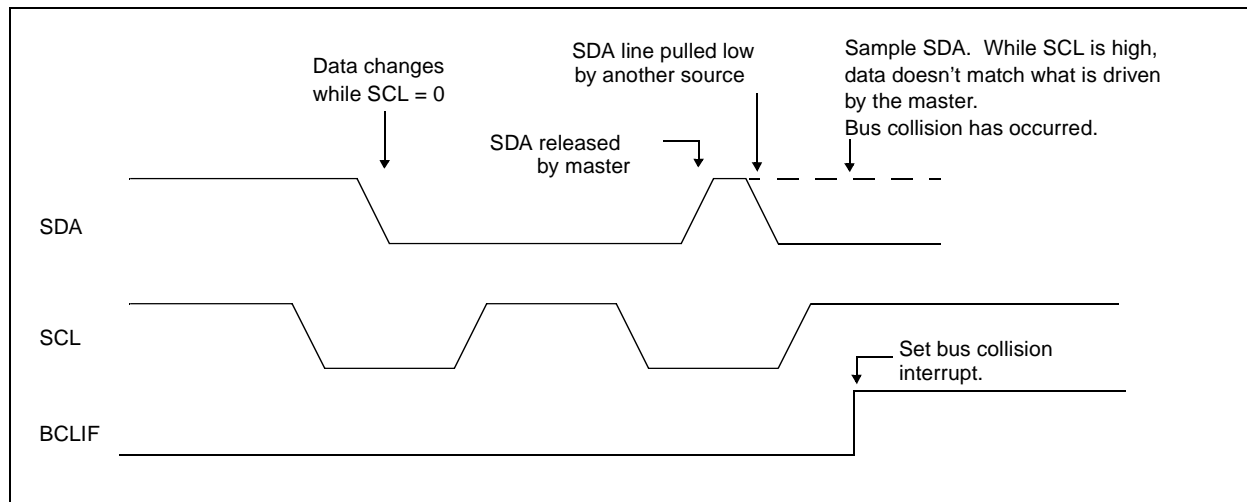 Data changes
while SCL = 0
SDA line pulled low
by another source
Sample SDA. While SCL is high,
data doesn't match what is driven
by the master.
Bus collision has occurred.
SDA released
by master
SDA
SCL
Set bus collision
interrupt.
BCLIF